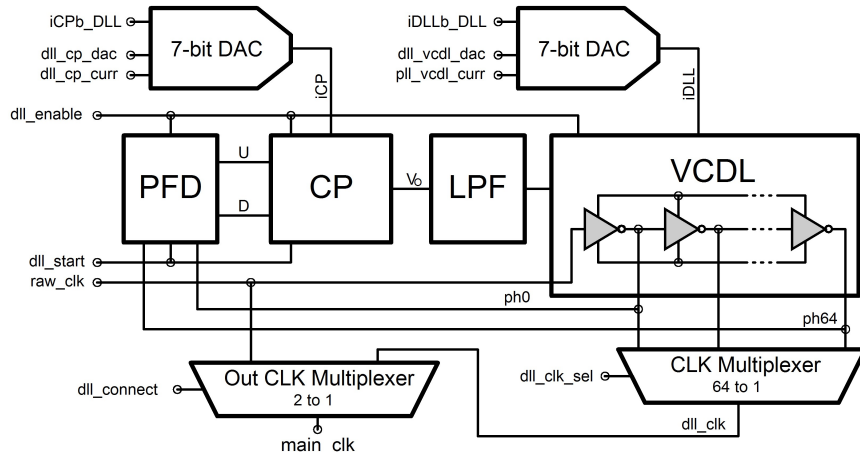 iCPb_DLL
7-bit DAC
dll_cp_dac
dll_cp_curr
iCP
iDLLb_DLL
7-bit DAC
dll_vcdl_dac
pll_vcdl_curr
iDLL
dll_enable
PFD
U
D
CP
Vo
LPF
VCDL
dll_start
raw_clk
ph0
ph64
dll_connect
Out CLK Multiplexer
2 to 1
main_clk
dll_clk_sel
CLK Multiplexer
64 to 1
dll_clk